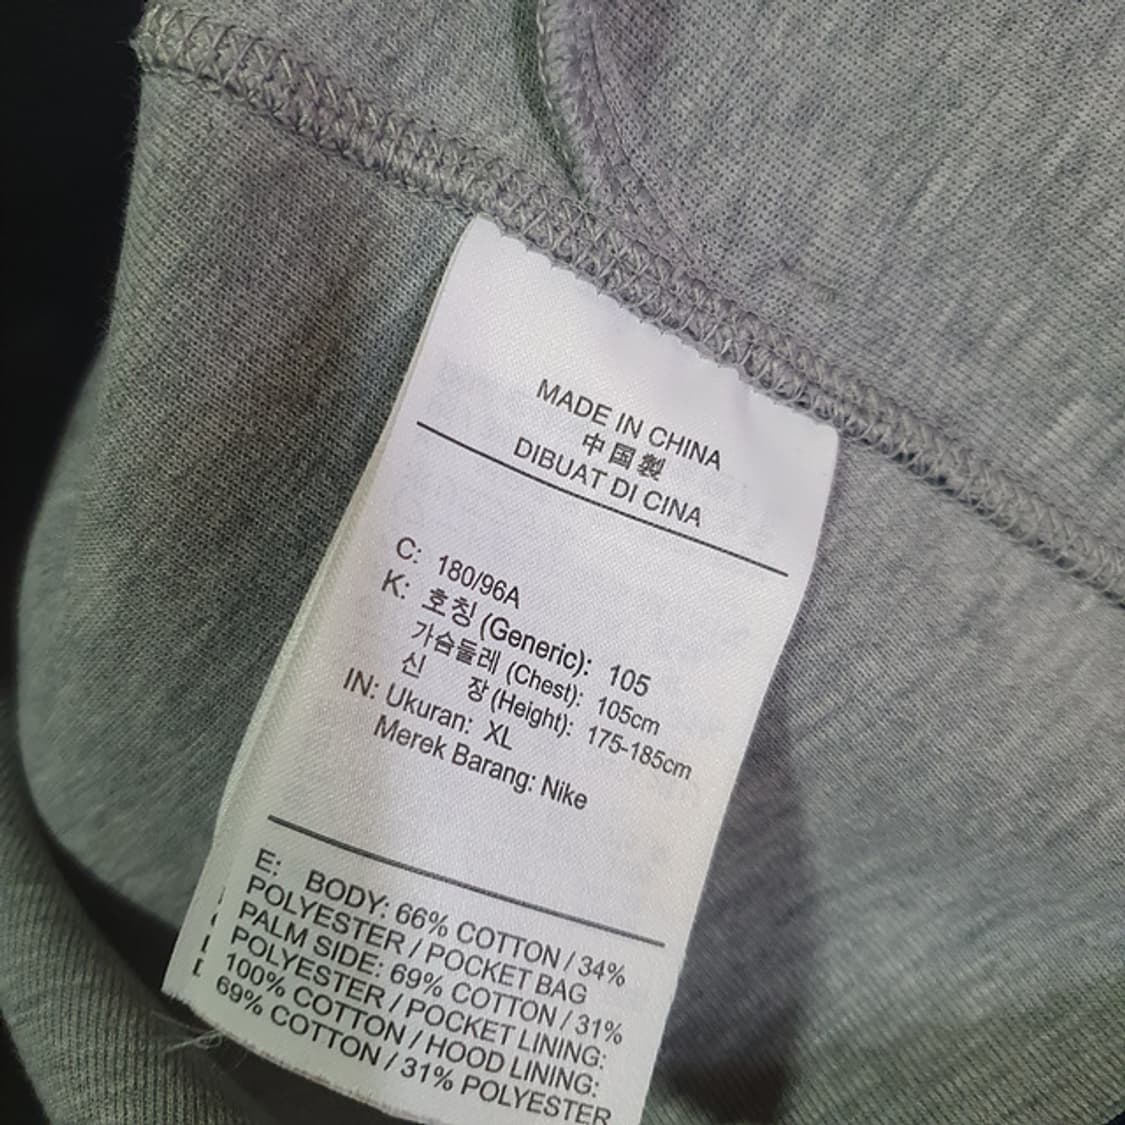 MADE IN CHINA
中国製
DIBUAT DI CINA
C: 180/96A
K: 호칭 (Generic): 105
가슴둘레 (Chest): 105cm
신 장 (Height): 175-185cm
IN: Ukuran: XL
Merek Barang: Nike
E: BODY: 66% COTTON / 34%
POLYESTER / POCKET BAG
PALM SIDE: 69% COTTON / 31%
POLYESTER / POCKET LINING:
100% COTTON / HOOD LINING:
69% COTTON / 31% POLYESTER